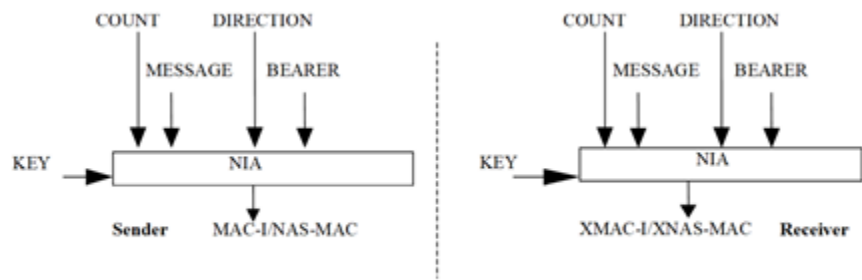 COUNT DIRECTION
MESSAGE BEARER
KEY NIA
Sender MAC-I/NAS-MAC
COUNT DIRECTION
MESSAGE BEARER
KEY NIA
XMAC-I/XNAS-MAC Receiver